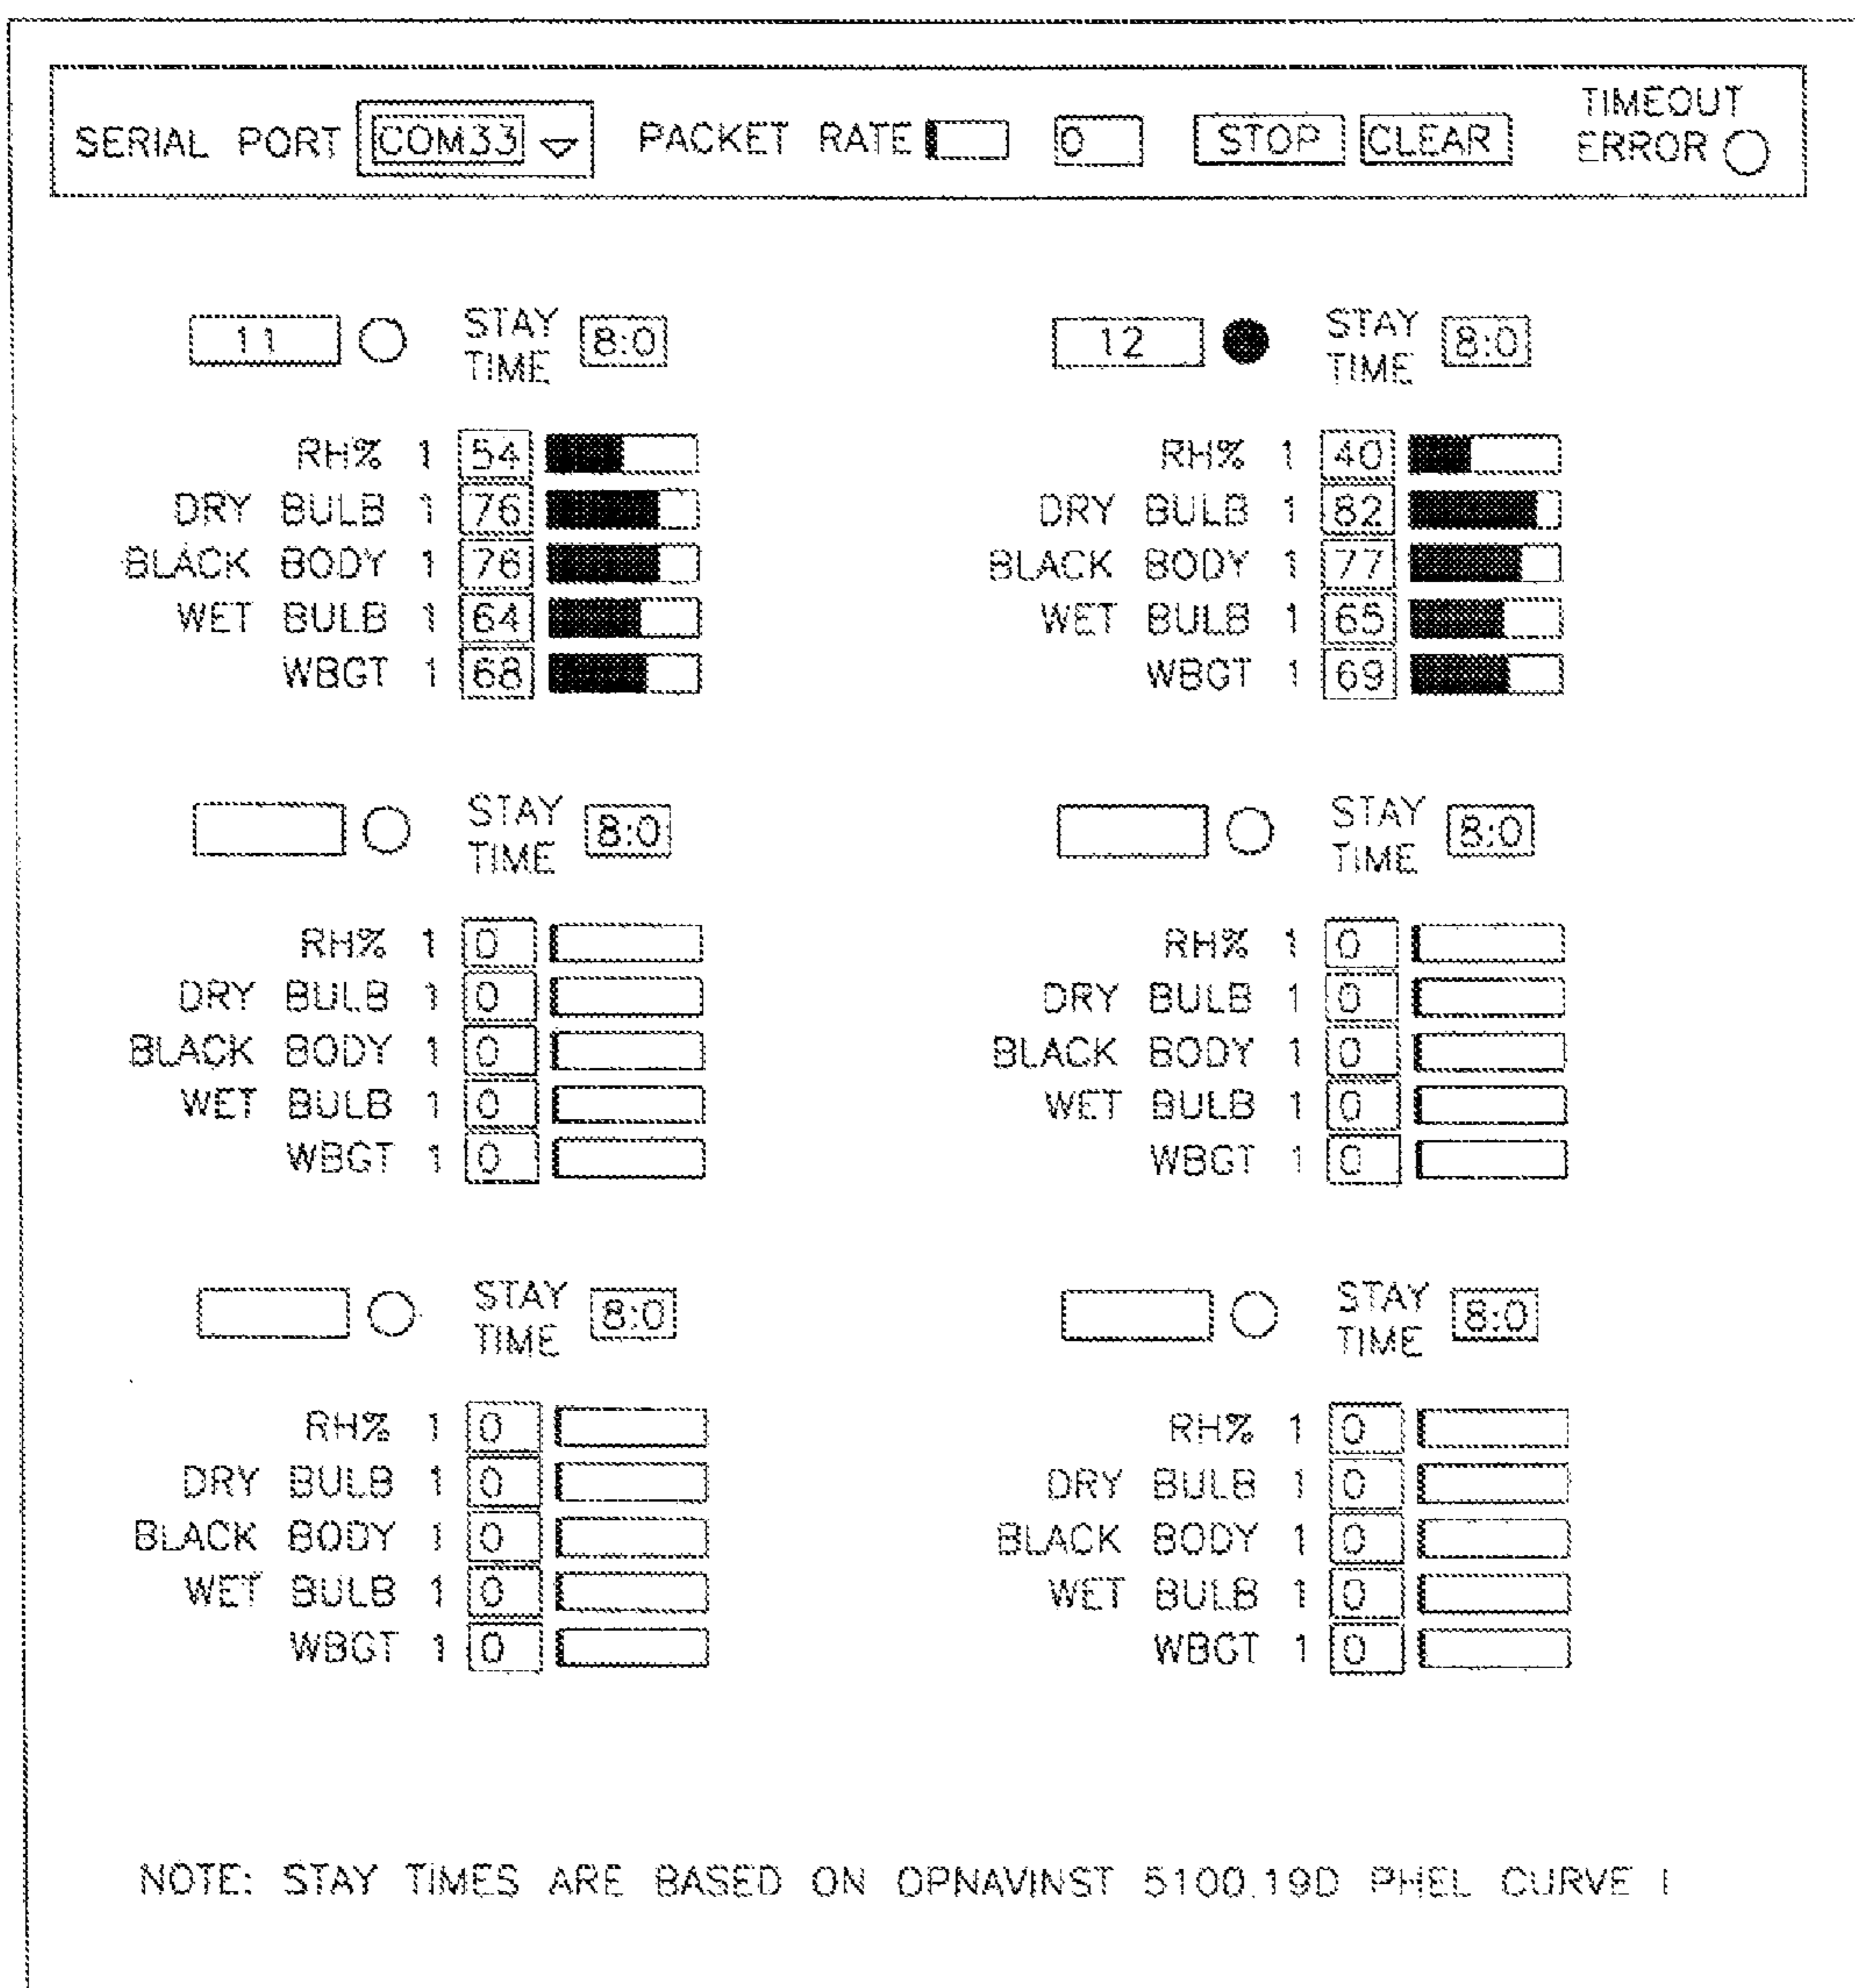 SERIAL PORT COM33 PACKET RATE 0 STOP CLEAR TIMEOUT ERROR
11 STAY TIME 8:0
RH% 1 54
DRY BULB 1 76
BLACK BODY 1 76
WET BULB 1 64
WBGT 1 68
12 STAY TIME 8:0
RH% 1 40
DRY BULB 1 82
BLACK BODY 1 77
WET BULB 1 65
WBGT 1 69
STAY TIME 8:0
RH% 1 0
DRY BULB 1 0
BLACK BODY 1 0
WET BULB 1 0
WBGT 1 0
STAY TIME 8:0
RH% 1 0
DRY BULB 1 0
BLACK BODY 1 0
WET BULB 1 0
WBGT 1 0
STAY TIME 8:0
RH% 1 0
DRY BULB 1 0
BLACK BODY 1 0
WET BULB 1 0
WBGT 1 0
STAY TIME 8:0
RH% 1 0
DRY BULB 1 0
BLACK BODY 1 0
WET BULB 1 0
WBGT 1 0
NOTE: STAY TIMES ARE BASED ON OPNAVINST 5100.19D PHEL CURVE I